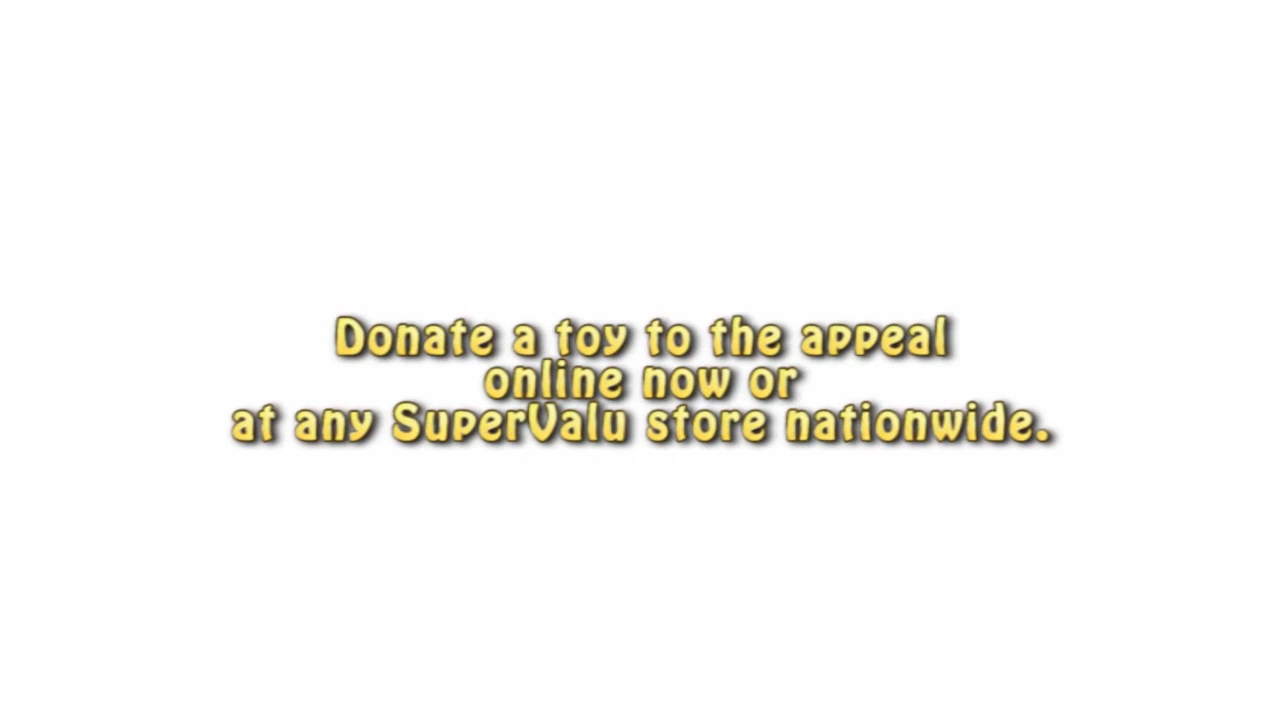 Donate a toy to the appeal
online now or
at any SuperValu store nationwide.